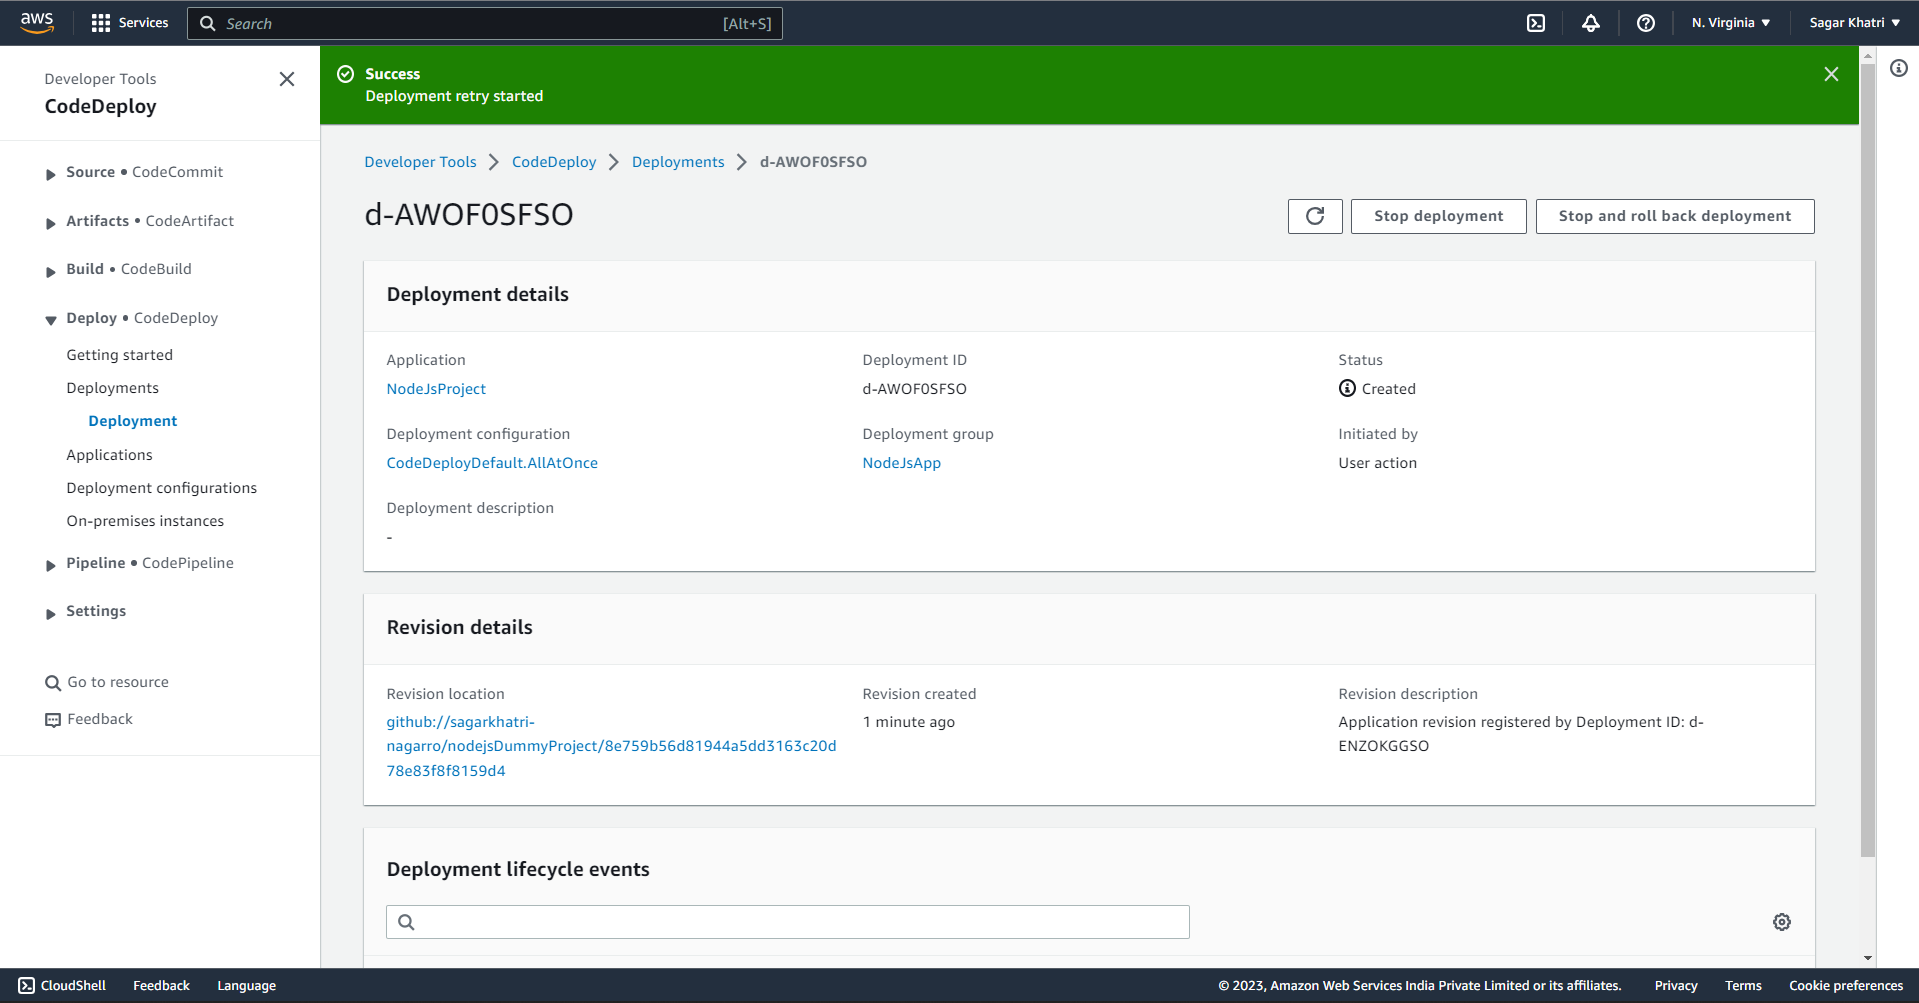 aws
Services
Search
[Alt+S]
N. Virginia
Sagar Khatri
Developer Tools
CodeDeploy
Source • CodeCommit
Artifacts • CodeArtifact
Build • CodeBuild
Deploy • CodeDeploy
Getting started
Deployments
Deployment
Applications
Deployment configurations
On-premises instances
Pipeline • CodePipeline
Settings
Go to resource
Feedback
Success
Deployment retry started
Developer Tools
CodeDeploy
Deployments
d-AWOF0SFSO
d-AWOF0SFSO
Stop deployment
Stop and roll back deployment
Deployment details
Application
NodeJsProject
Deployment ID
d-AWOF0SFSO
Status
Created
Deployment configuration
CodeDeployDefault.AllAtOnce
Deployment group
NodeJsApp
Initiated by
User action
Deployment description
-
Revision details
Revision location
github://sagarkhatri-
nagarro/nodejsDummyProject/8e759b56d81944a5dd3163c20d
78e83f8f8159d4
Revision created
1 minute ago
Revision description
Application revision registered by Deployment ID: d-
ENZOKGGSO
Deployment lifecycle events
CloudShell
Feedback
Language
© 2023, Amazon Web Services India Private Limited or its affiliates.
Privacy
Terms
Cookie preferences